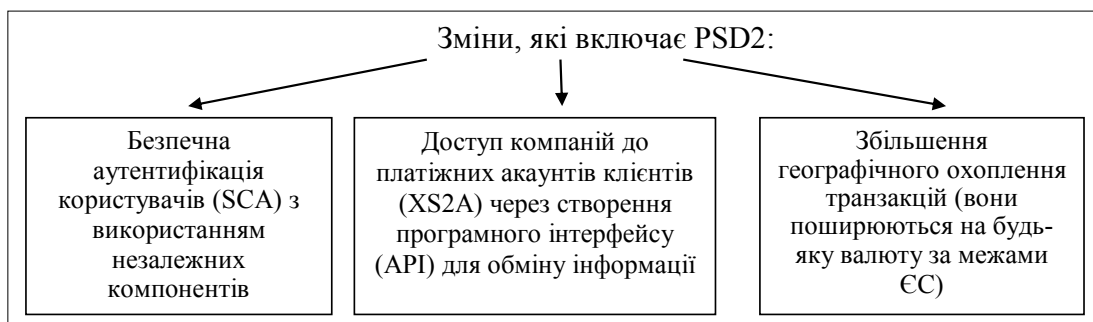 Зміни, які включає PSD2:
Безпечна
аутентифікація
користувачів (SCA) з
використанням
незалежних
компонентів
Доступ компаній до
платіжних акаунтів клієнтів
(XS2A) через створення
програмного інтерфейсу
(API) для обміну інформації
Збільшення
географічного охоплення
транзакцій (вони
поширюються на будь-
яку валюту за межами
ЄС)